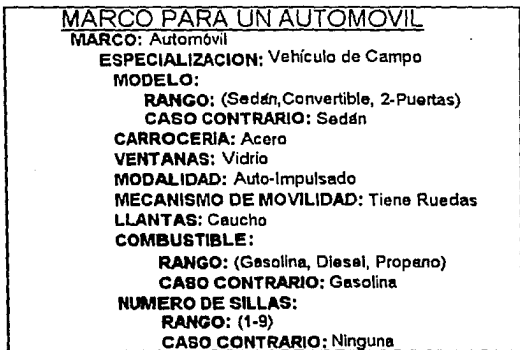 MARCO PARA UN AUTOMOVIL
MARCO: Automóvil
ESPECIALIZACION: Vehículo de Campo
MODELO:
RANGO: (Sedán,Convertible, 2-Puertas)
CASO CONTRARIO: Sedán
CARROCERIA: Acero
VENTANAS: Vidrio
MODALIDAD: Auto-Impulsado
MECANISMO DE MOVILIDAD: Tiene Ruedas
LLANTAS: Caucho
COMBUSTIBLE:
RANGO: (Gasolina, Diesel, Propano)
CASO CONTRARIO: Gasolina
NUMERO DE SILLAS:
RANGO: (1-9)
CASO CONTRARIO: Ninguna